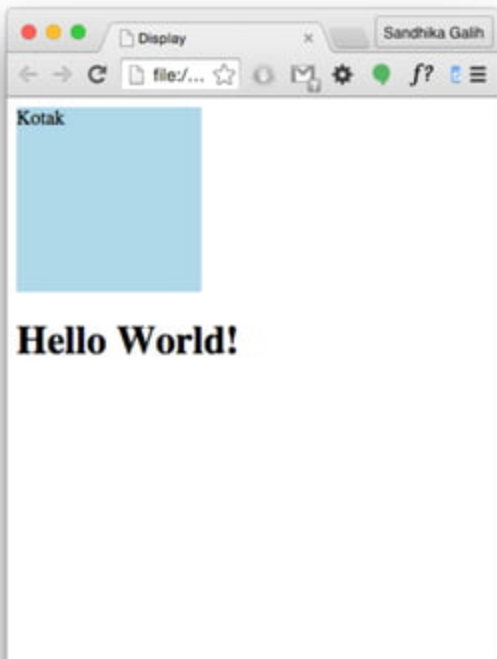 Display
Sandhika Galih
file:/...
f?
Kotak
Hello World!